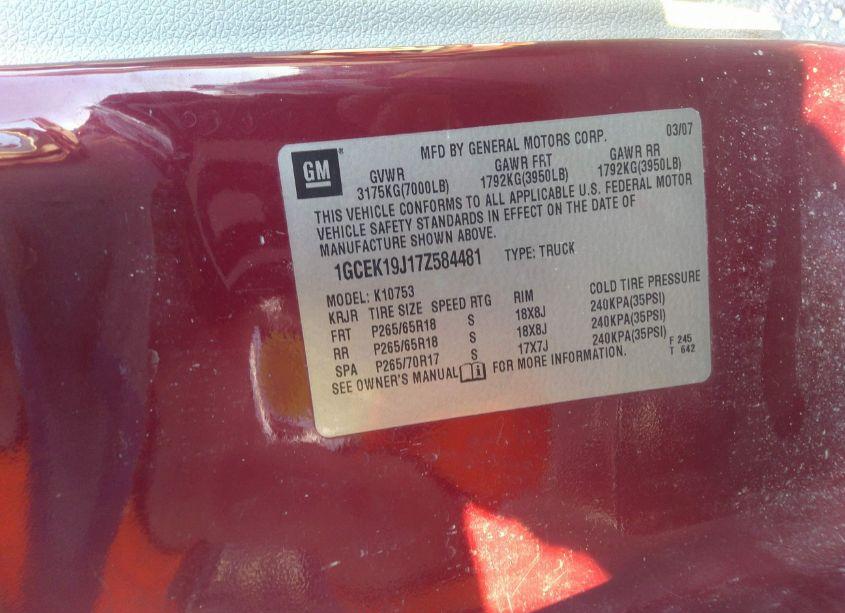 MFD BY GENERAL MOTORS CORP. 03/07
GM®
GVWR GAWR FRT GAWR RR
3175KG(7000LB) 1792KG(3950LB) 1792KG(3950LB)
THIS VEHICLE CONFORMS TO ALL APPLICABLE U.S. FEDERAL MOTOR
VEHICLE SAFETY STANDARDS IN EFFECT ON THE DATE OF
MANUFACTURE SHOWN ABOVE.
1GCEK19J17Z584481 TYPE: TRUCK
MODEL: K10753
KRJR TIRE SIZE SPEED RTG RIM COLD TIRE PRESSURE
FRT P265/65R18 S 18X8J 240KPA(35PSI)
RR P265/65R18 S 18X8J 240KPA(35PSI)
SPA P265/70R17 S 17X7J 240KPA(35PSI)
SEE OWNER'S MANUAL FOR MORE INFORMATION.
F 245
T 642